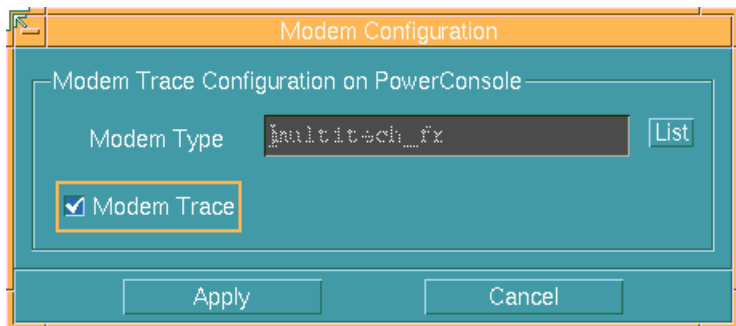 Modem Configuration
Modem Trace Configuration on PowerConsole
Modem Type multitech_fx List
Modem Trace
Apply Cancel